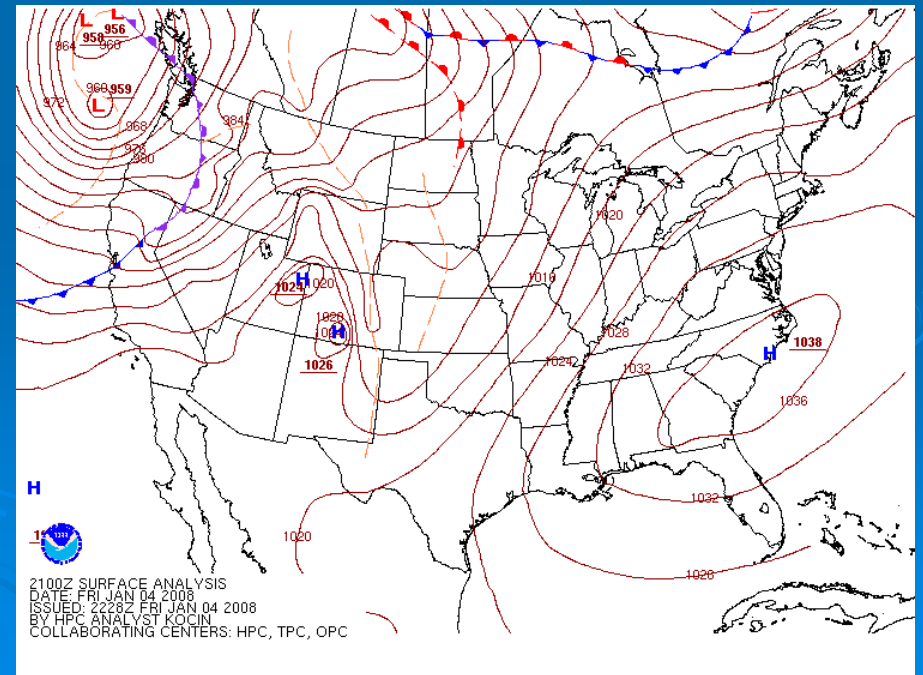 L
L
956
958
964
960
960
959
L
972
968
976
980
984
1020
1016
H
1020
1024
1020
H
1026
1028
1024
1032
H
1038
1036
H
1032
1020
1028
2100Z SURFACE ANALYSIS
DATE: FRI JAN 04 2008
ISSUED: 2228Z FRI JAN 04 2008
BY HPC ANALYST KOCIN
COLLABORATING CENTERS: HPC, TPC, OPC